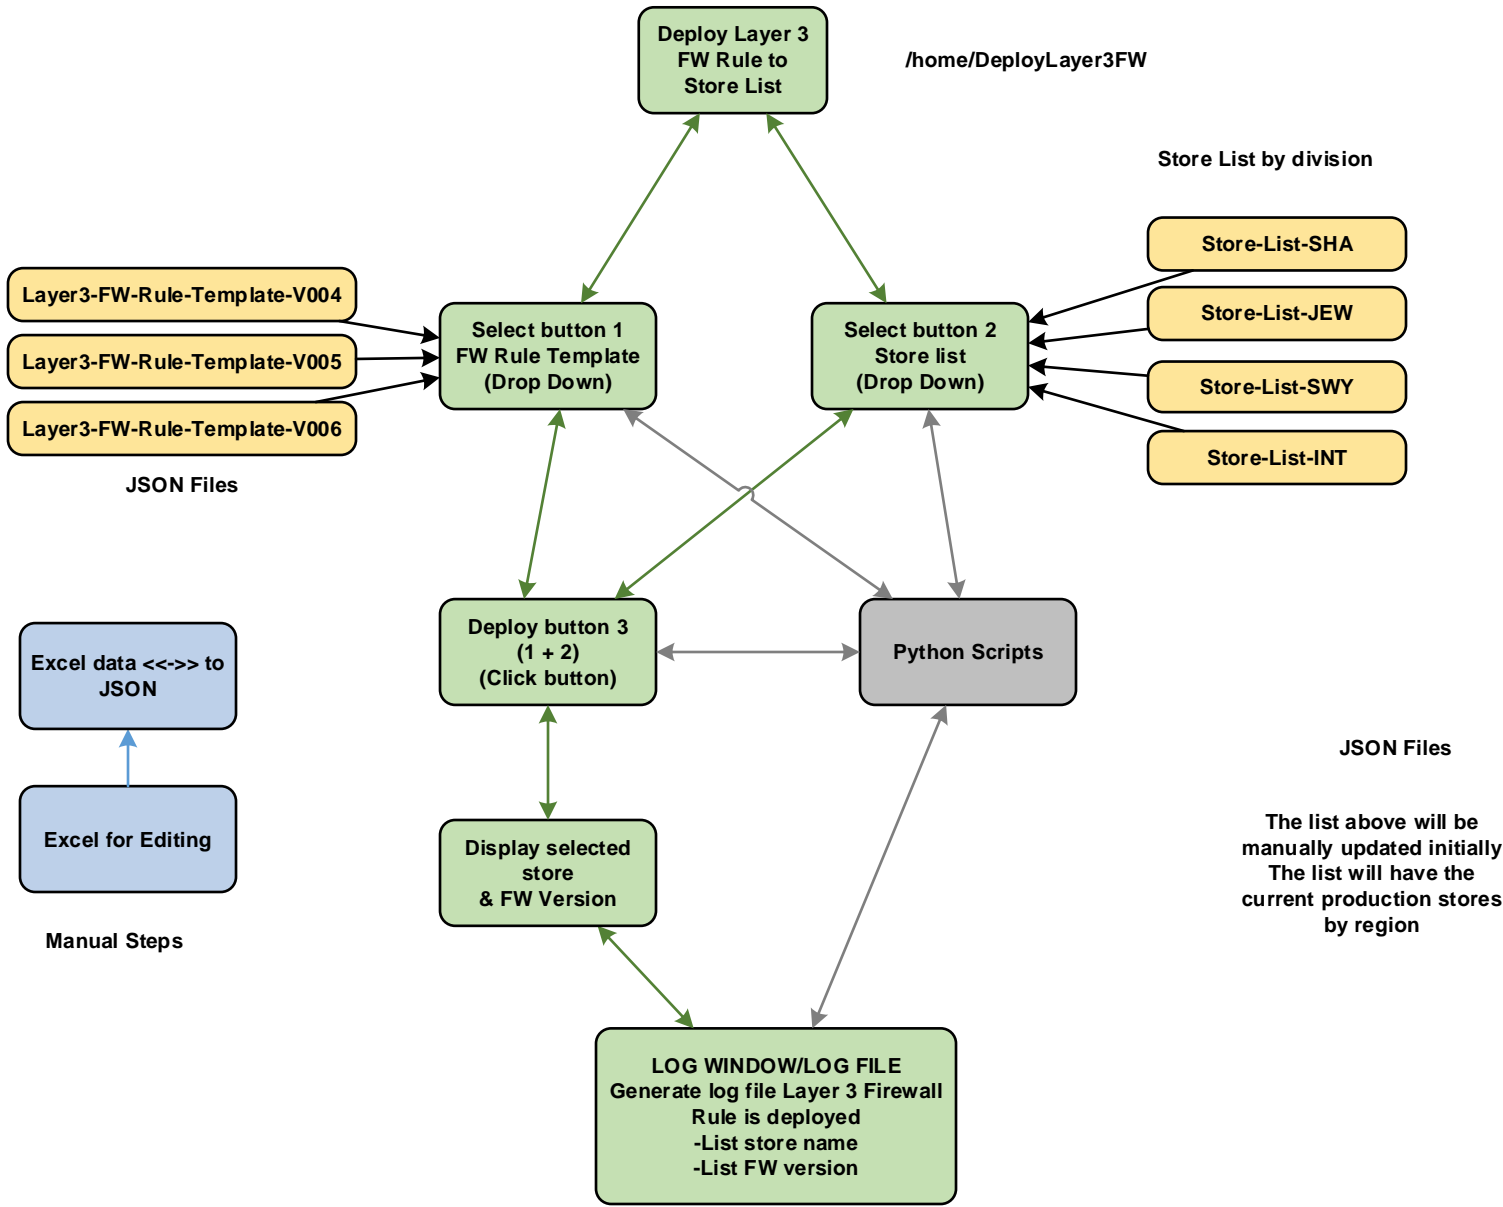 Deploy Layer 3
FW Rule to
Store List
/home/DeployLayer3FW
Store List by division
Store-List-SHA
Store-List-JEW
Store-List-SWY
Store-List-INT
Layer3-FW-Rule-Template-V004
Layer3-FW-Rule-Template-V005
Layer3-FW-Rule-Template-V006
JSON Files
Select button 1
FW Rule Template
(Drop Down)
Select button 2
Store list
(Drop Down)
Deploy button 3
(1 + 2)
(Click button)
Python Scripts
Excel data <<->> to
JSON
Excel for Editing
Manual Steps
Display selected
store
& FW Version
JSON Files
The list above will be
manually updated initially
The list will have the
current production stores
by region
LOG WINDOW/LOG FILE
Generate log file Layer 3 Firewall
Rule is deployed
-List store name
-List FW version